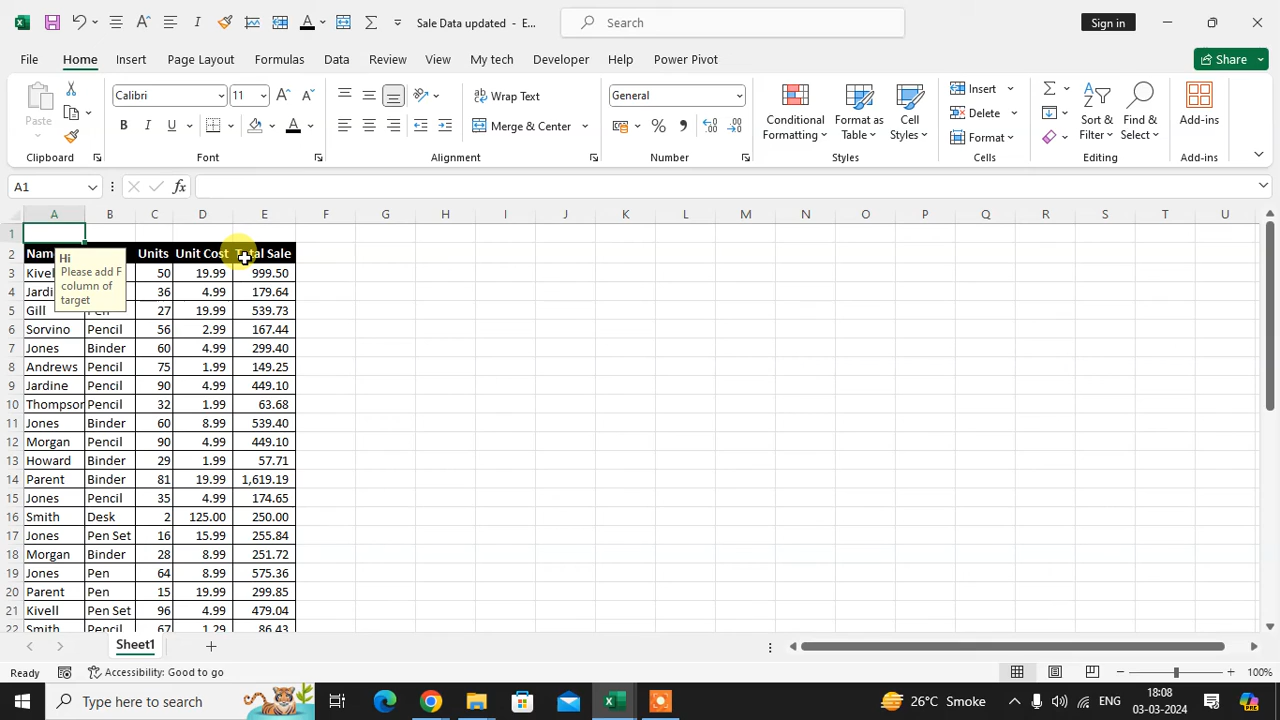 Sale Data updated - E...
Search
Sign in
File Home Insert Page Layout Formulas Data Review View My tech Developer Help Power Pivot
Share
Paste
Calibri 11
Wrap Text
General
Conditional Formatting
Format as Table
Cell Styles
Insert
Delete
Format
Sort & Filter
Find & Select
Add-ins
B I U
A
Merge & Center
%
Clipboard Font Alignment Number Styles Cells Editing Add-ins
A1
fx
A B C D E F G H I J K L M N O P Q R S T U
1
2 Units Unit Cost Sale
3 50 19.99 999.50
4 36 4.99 179.64
5 Gill 27 19.99 539.73
Hi
Please add F
column of
target
6 Sorvino Pencil 56 2.99 167.44
7 Jones Binder 60 4.99 299.40
8 Andrews Pencil 75 1.99 149.25
9 Jardine Pencil 90 4.99 449.10
10 Thompson Pencil 32 1.99 63.68
11 Jones Binder 60 8.99 539.40
12 Morgan Pencil 90 4.99 449.10
13 Howard Binder 29 1.99 57.71
14 Parent Binder 81 19.99 1,619.19
15 Jones Pencil 35 4.99 174.65
16 Smith Desk 2 125.00 250.00
17 Jones Pen Set 16 15.99 255.84
18 Morgan Binder 28 8.99 251.72
19 Jones Pen 64 8.99 575.36
20 Parent Pen 15 19.99 299.85
21 Kivell Pen Set 96 4.99 479.04
22 Smith Pencil 67 1.29 86.43
Sheet1
Ready
Accessibility: Good to go
100%
Type here to search
26°C Smoke
ENG
18:08
03-03-2024